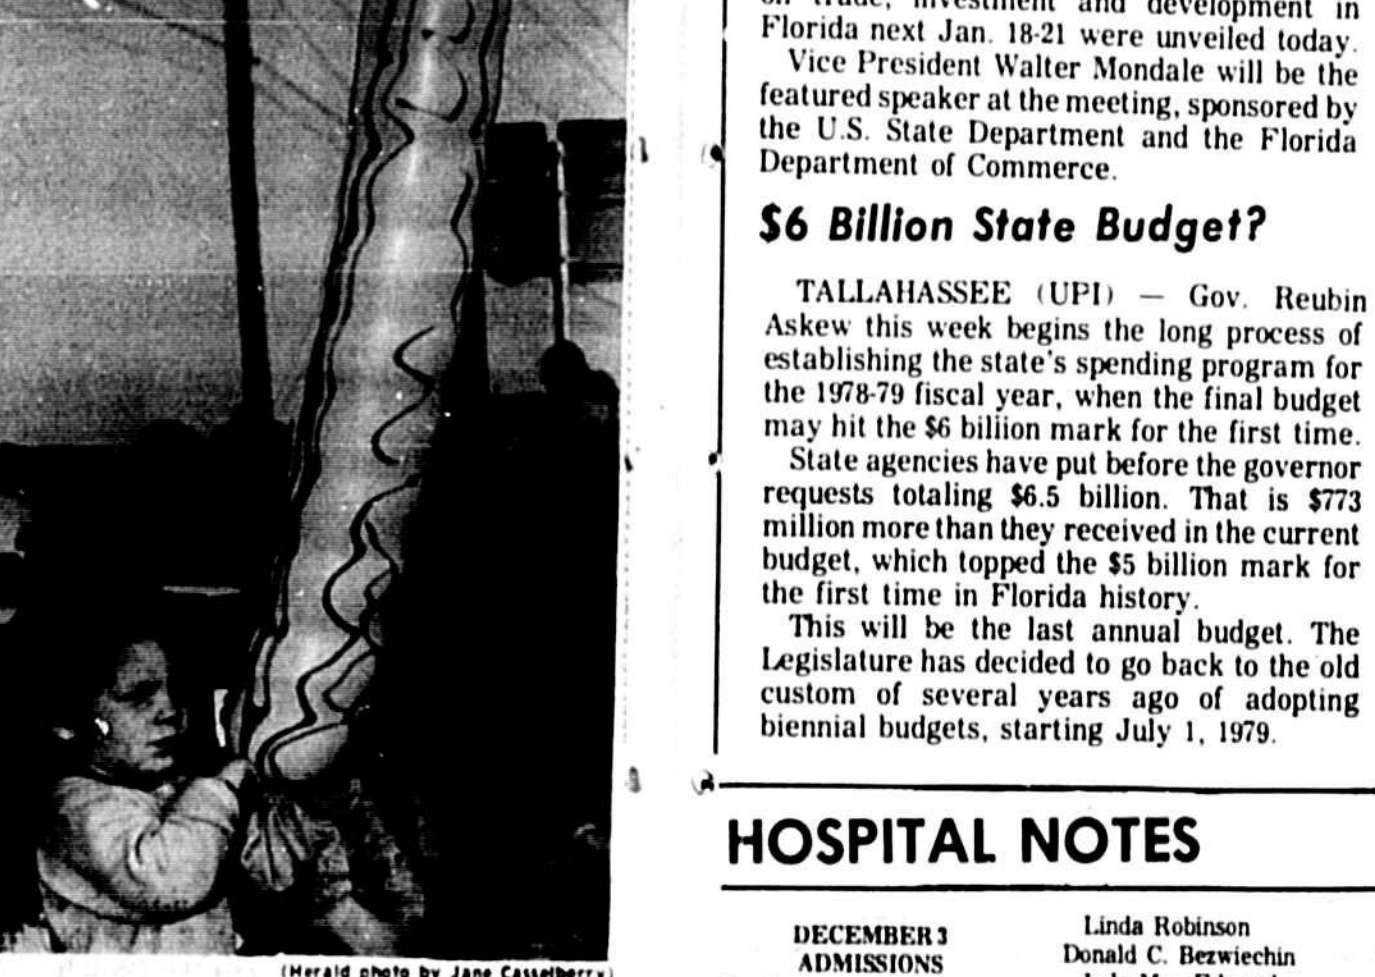 (Herald photo by Jane Casselberry)
on trade, investment and development in
Florida next Jan. 18-21 were unveiled today.
Vice President Walter Mondale will be the
featured speaker at the meeting, sponsored by
the U.S. State Department and the Florida
Department of Commerce.
$6 Billion State Budget?
TALLAHASSEE (UPI) — Gov. Reubin
Askew this week begins the long process of
establishing the state's spending program for
the 1978-79 fiscal year, when the final budget
may hit the $6 biliion mark for the first time.
State agencies have put before the governor
requests totaling $6.5 billion. That is $773
million more than they received in the current
budget, which topped the $5 billion mark for
the first time in Florida history.
This will be the last annual budget. The
Legislature has decided to go back to the old
custom of several years ago of adopting
biennial budgets, starting July 1, 1979.
HOSPITAL NOTES
DECEMBER 3
ADMISSIONS
Linda Robinson
Donald C. Bezwiechin